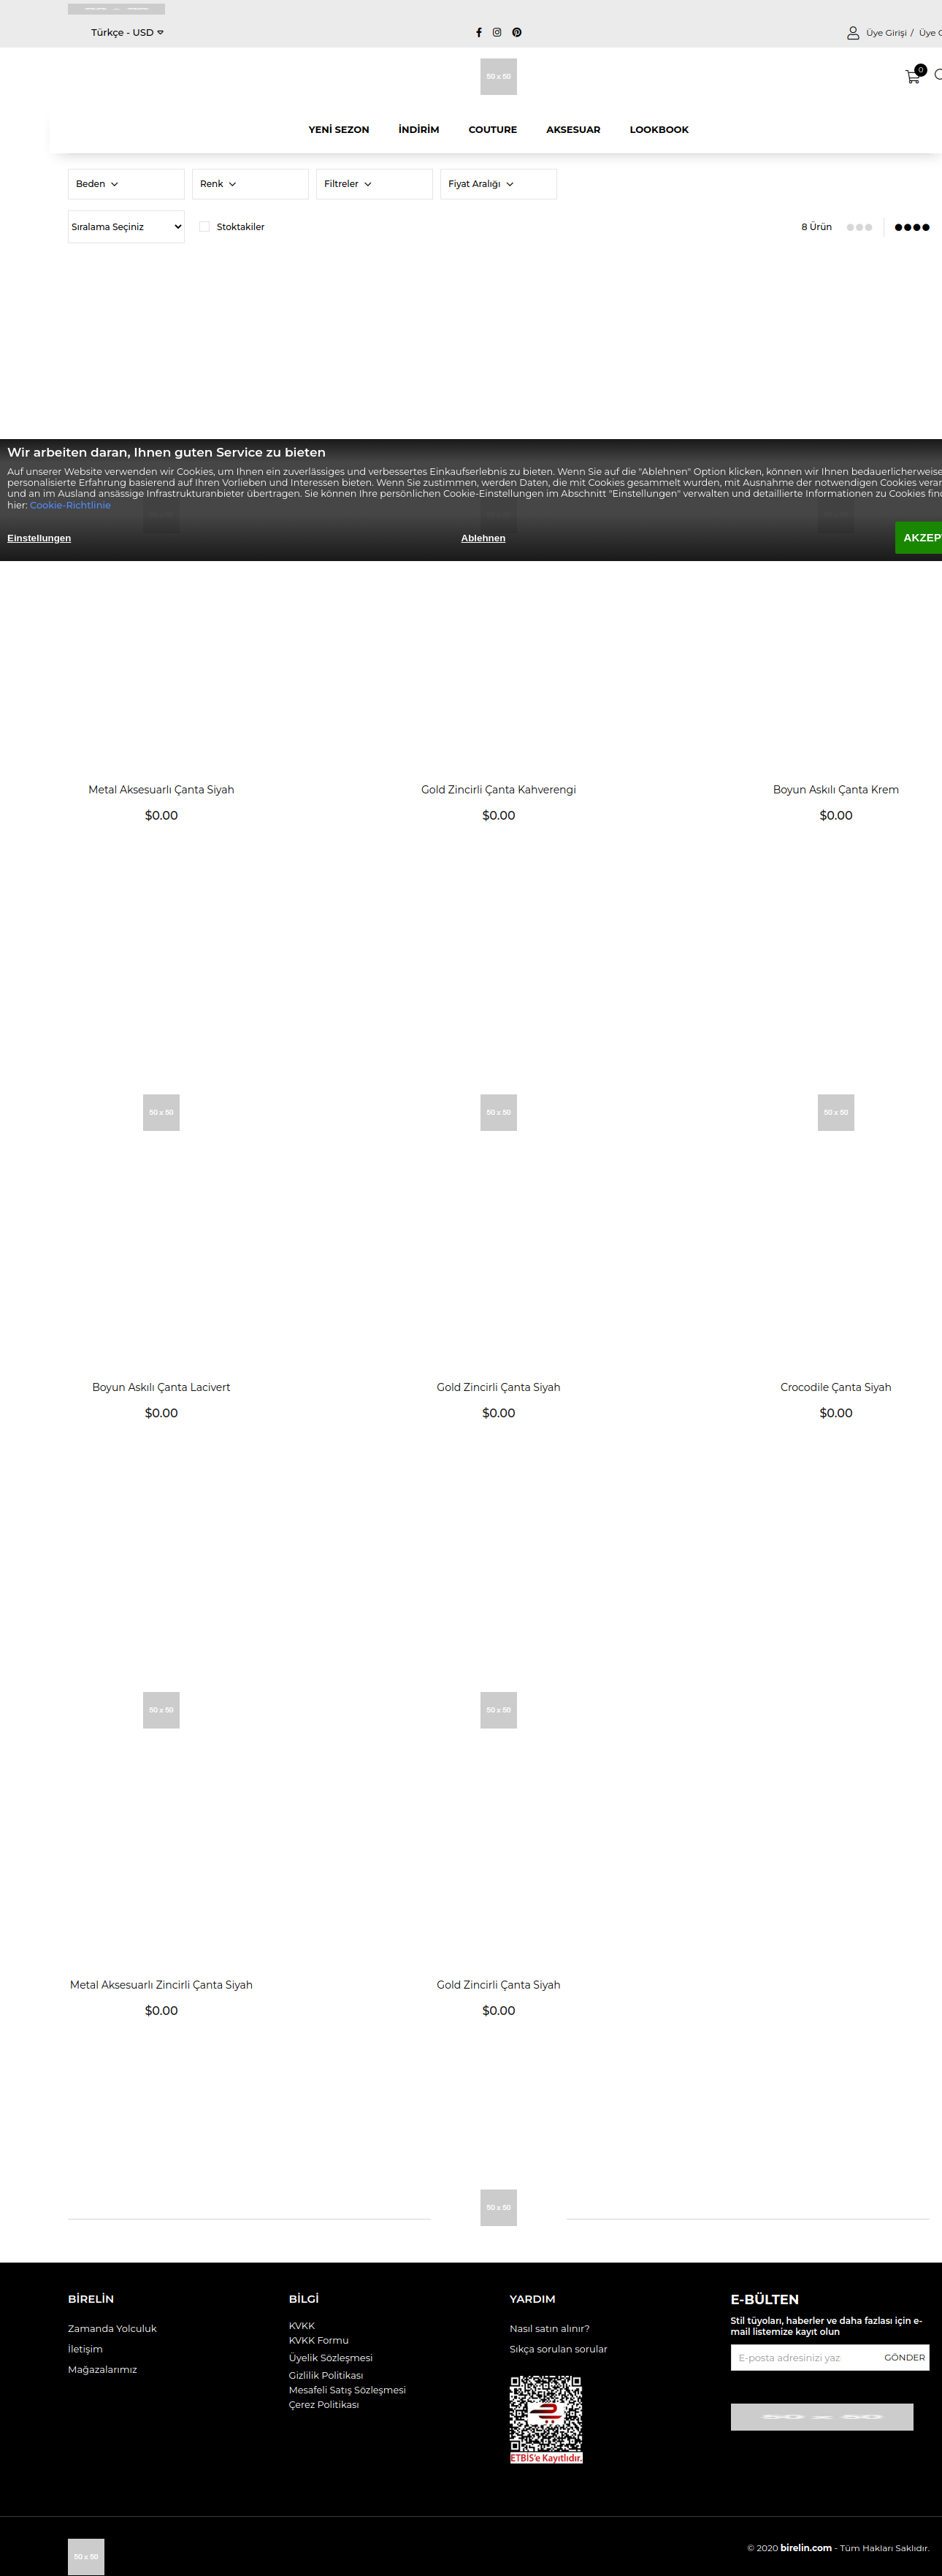 Türkçe - USD
Üye Girişi /
Üye
50 x 50
0
YENİ SEZON İNDİRİM COUTURE AKSESUAR LOOKBOOK
Beden Renk Filtreler Fiyat Aralığı
Sıralama Seçiniz Stoktakiler 8 Ürün
Wir arbeiten daran, Ihnen guten Service zu bieten
Auf unserer Website verwenden wir Cookies, um Ihnen ein zuverlässiges und verbessertes Einkaufserlebnis zu bieten. Wenn Sie auf die "Ablehnen" Option klicken, können wir Ihnen bedauerlicherweise
personalisierte Erfahrung basierend auf Ihren Vorlieben und Interessen bieten. Wenn Sie zustimmen, werden Daten, die mit Cookies gesammelt wurden, mit Ausnahme der notwendigen Cookies verar
und an im Ausland ansässige Infrastrukturanbieter übertragen. Sie können Ihre persönlichen Cookie-Einstellungen im Abschnitt "Einstellungen" verwalten und detaillierte Informationen zu Cookies find
hier: Cookie-Richtlinie
Einstellungen Ablehnen AKZEP
Metal Aksesuarlı Çanta Siyah Gold Zincirli Çanta Kahverengi Boyun Askılı Çanta Krem
$0.00 $0.00 $0.00
50 x 50 50 x 50 50 x 50
Boyun Askılı Çanta Lacivert Gold Zincirli Çanta Siyah Crocodile Çanta Siyah
$0.00 $0.00 $0.00
50 x 50 50 x 50
Metal Aksesuarlı Zincirli Çanta Siyah Gold Zincirli Çanta Siyah
$0.00 $0.00
50 x 50
BİRELİN
Zamanda Yolculuk
İletişim
Mağazalarımız
BİLGİ
KVKK
KVKK Formu
Üyelik Sözleşmesi
Gizlilik Politikası
Mesafeli Satış Sözleşmesi
Çerez Politikası
YARDIM
Nasıl satın alınır?
Sıkça sorulan sorular
ETBİS'e Kayıtlıdır.
E-BÜLTEN
Stil tüyoları, haberler ve daha fazlası için e-
mail listemize kayıt olun
E-posta adresinizi yaz GÖNDER
50 x 50
50 x 50
© 2020 birelin.com - Tüm Hakları Saklıdır.